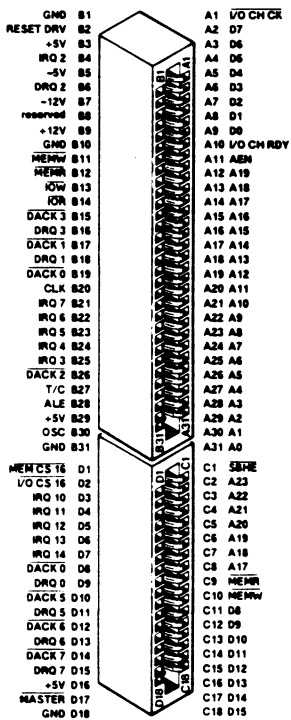 GND B1
RESET DRV B2
+5V B3
IRQ 2 B4
-5V B5
DRQ 2 B6
-12V B7
reserved B8
+12V B9
GND B10
MEMW B11
MEMR B12
IOW B13
IOR B14
DACK 3 B15
DRQ 3 B16
DACK 1 B17
DRQ 1 B18
DACK 0 B19
CLK B20
IRQ 7 B21
IRQ 6 B22
IRQ 5 B23
IRQ 4 B24
IRQ 3 B25
DACK 2 B26
T/C B27
ALE B28
+5V B29
OSC B30
GND B31
B1
A1
B31
A31
A1 I/O CH CK
A2 D7
A3 D6
A4 D5
A5 D4
A6 D3
A7 D2
A8 D1
A9 D0
A10 I/O CH RDY
A11 AEN
A12 A19
A13 A18
A14 A17
A15 A16
A16 A15
A17 A14
A18 A13
A19 A12
A20 A11
A21 A10
A22 A9
A23 A8
A24 A7
A25 A6
A26 A5
A27 A4
A28 A3
A29 A2
A30 A1
A31 A0
MEM CS 16 D1
I/O CS 16 D2
IRQ 10 D3
IRQ 11 D4
IRQ 12 D5
IRQ 13 D6
IRQ 14 D7
DACK 0 D8
DRQ 0 D9
DACK 5 D10
DRQ 5 D11
DACK 6 D12
DRQ 6 D13
DACK 7 D14
DRQ 7 D15
+5V D16
MASTER D17
GND D18
D1
C1
D18
C18
C1 SBHE
C2 A23
C3 A22
C4 A21
C5 A20
C6 A19
C7 A18
C8 A17
C9 MEMR
C10 MEMW
C11 D8
C12 D9
C13 D10
C14 D11
C15 D12
C16 D13
C17 D14
C18 D15